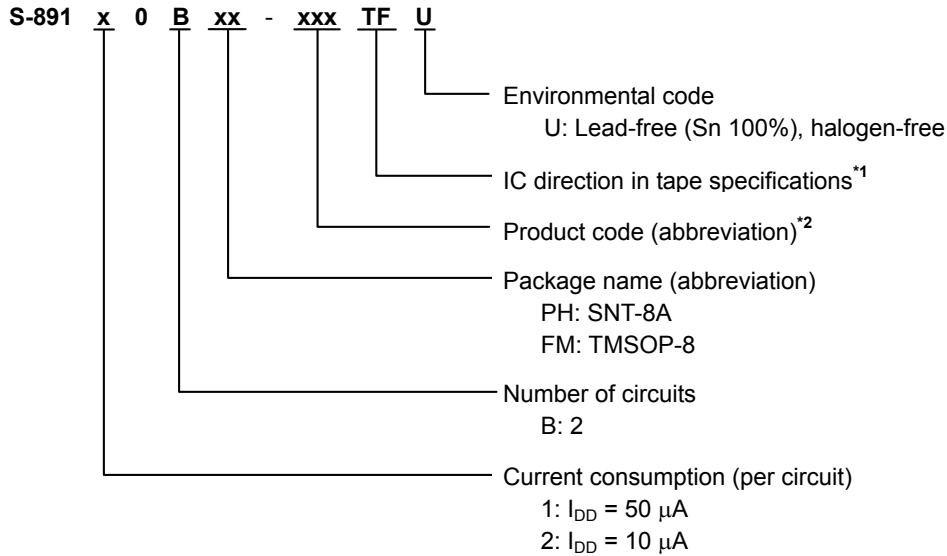 S-891 x 0 B xx - xxx TF U
Environmental code
U: Lead-free (Sn 100%), halogen-free
IC direction in tape specifications*1
Product code (abbreviation)*2
Package name (abbreviation)
PH: SNT-8A
FM: TMSOP-8
Number of circuits
B: 2
Current consumption (per circuit)
1: IDD = 50 μA
2: IDD = 10 μA